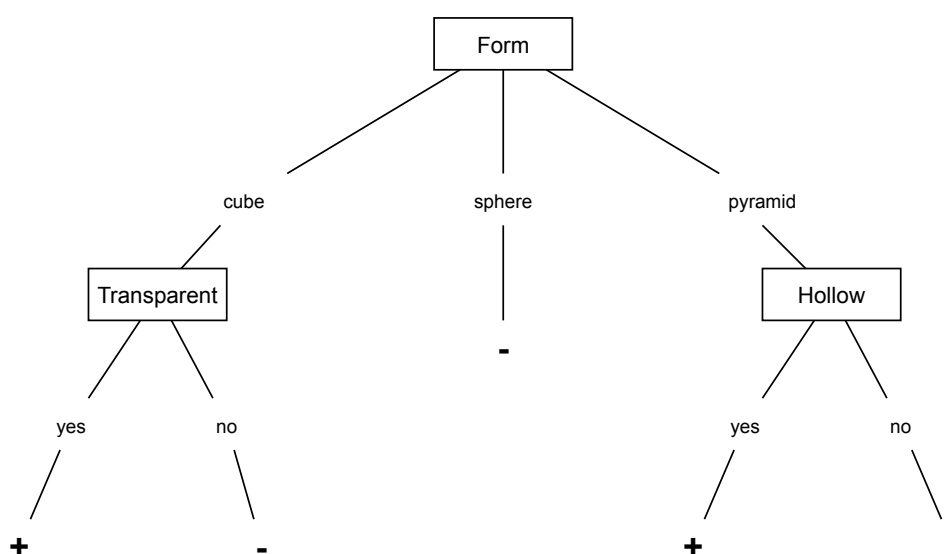 Form
cube
sphere
pyramid
Transparent
Hollow
-
yes
no
yes
no
+
-
+